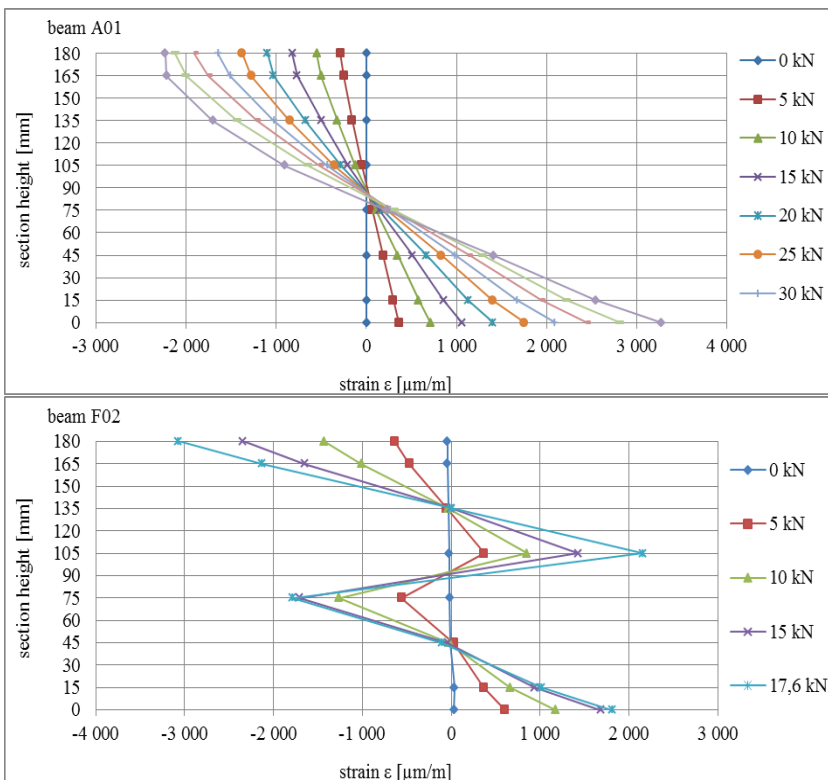 beam A01
section height [mm]
180
165
150
135
120
105
90
75
60
45
30
15
0
-3 000 -2 000 -1 000 0 1 000 2 000 3 000 4 000
strain ε [µm/m]
0 kN
5 kN
10 kN
15 kN
20 kN
25 kN
30 kN
beam F02
section height [mm]
180
165
150
135
120
105
90
75
60
45
30
15
0
-4 000 -3 000 -2 000 -1 000 0 1 000 2 000 3 000
strain ε [µm/m]
0 kN
5 kN
10 kN
15 kN
17,6 kN